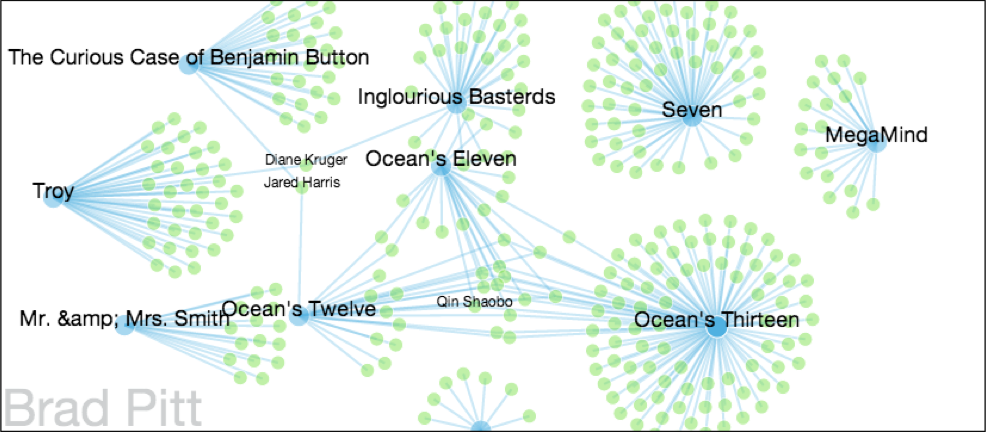 The Curious Case of Benjamin Button
Inglourious Basterds
Seven
MegaMind
Diane Kruger
Ocean's Eleven
Jared Harris
Troy
Qin Shaobo
Ocean's Twelve
Mr. &amp; Mrs. Smith
Ocean's Thirteen
Brad Pitt